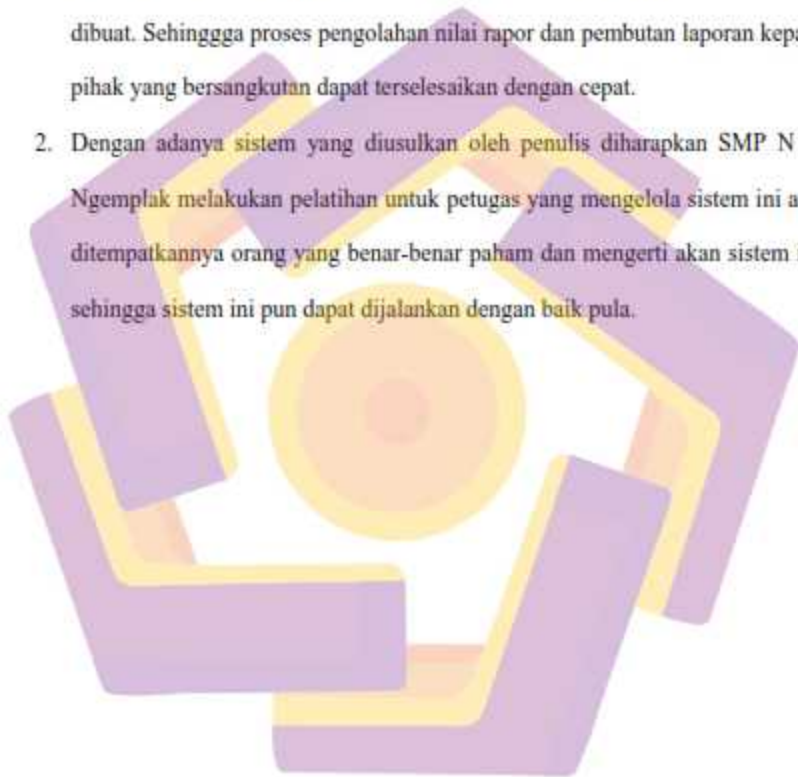 dibuat. Sehinggga proses pengolahan nilai rapor dan pembutan laporan kepa
pihak yang bersangkutan dapat terselesaikan dengan cepat.
2. Dengan adanya sistem yang diusulkan oleh penulis diharapkan SMP N
Ngemplak melakukan pelatihan untuk petugas yang mengelola sistem ini a
ditempatkannya orang yang benar-benar paham dan mengerti akan sistem i
sehingga sistem ini pun dapat dijalankan dengan baik pula.